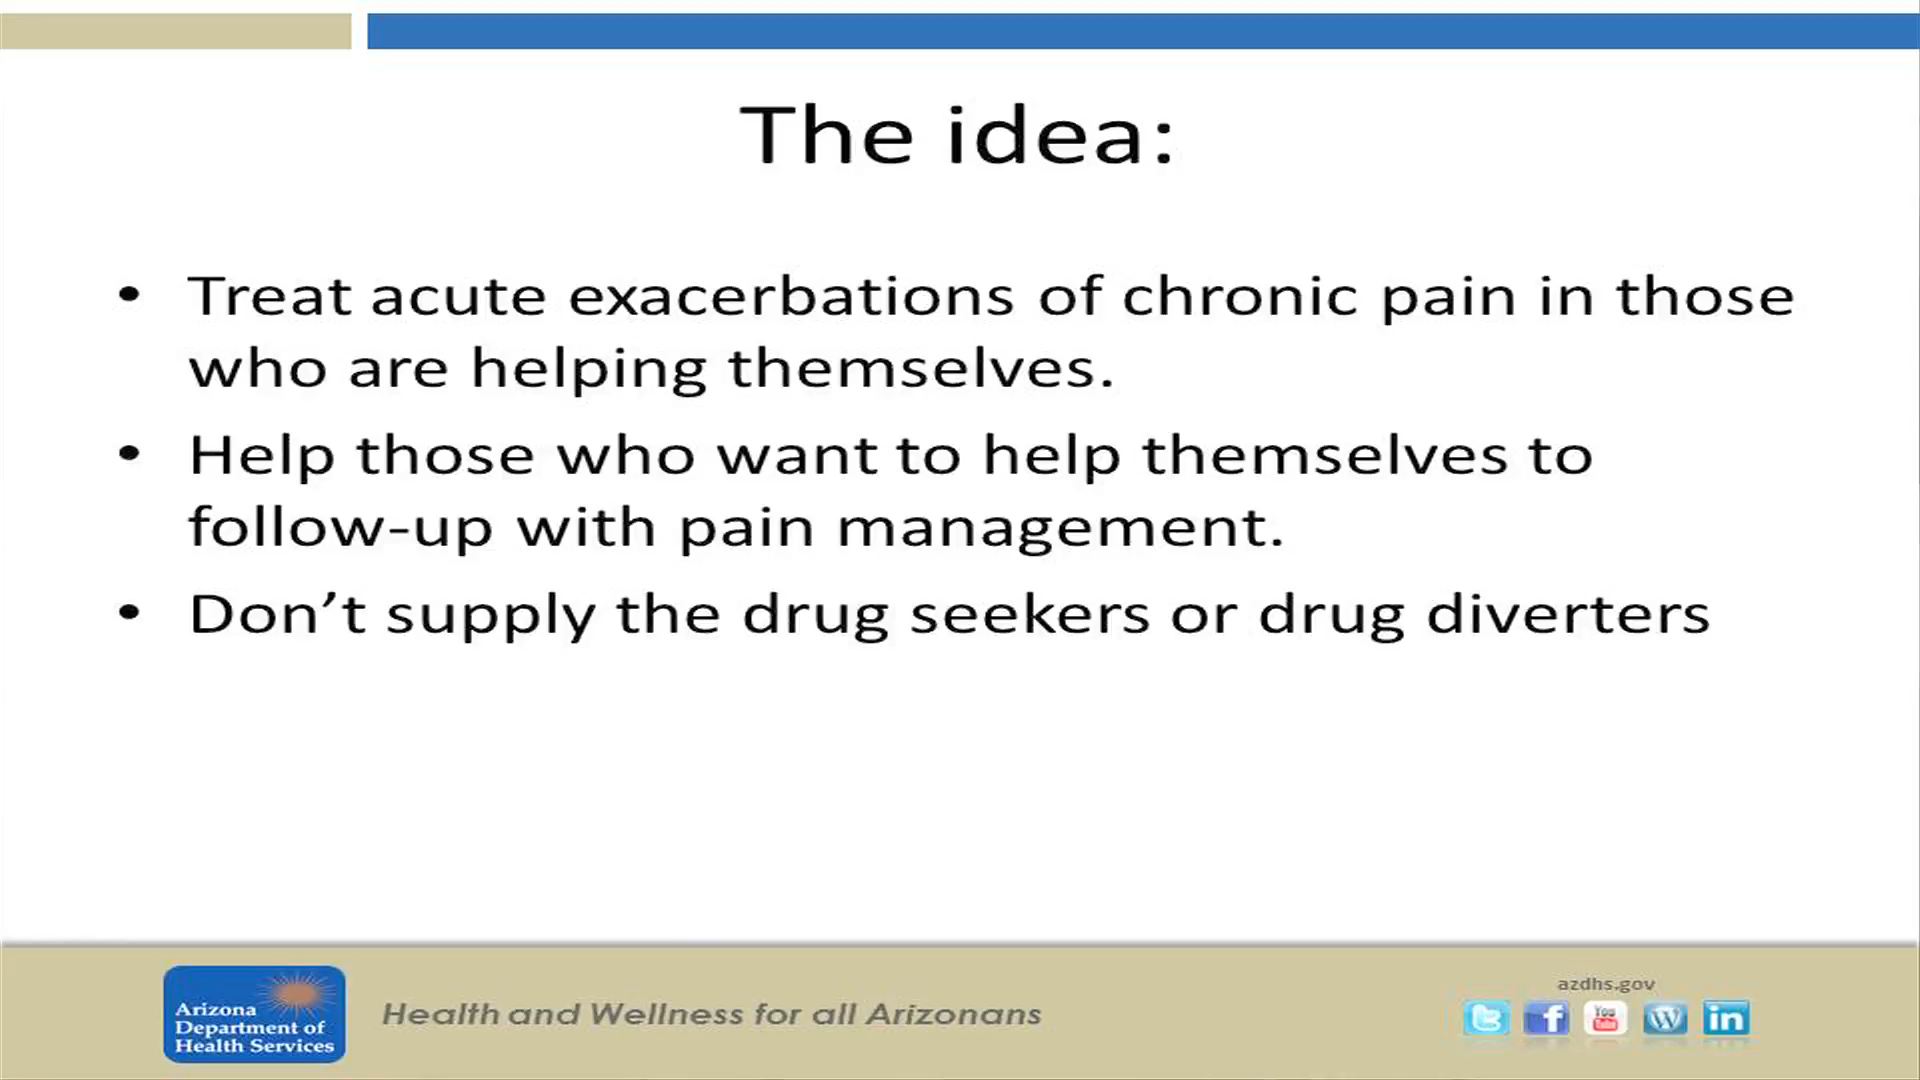 The idea:
• Treat acute exacerbations of chronic pain in those
who are helping themselves.
• Help those who want to help themselves to
follow-up with pain management.
• Don’t supply the drug seekers or drug diverters
Arizona
Department of
Health Services
Health and Wellness for all Arizonans
azdhs.gov
You
Tube